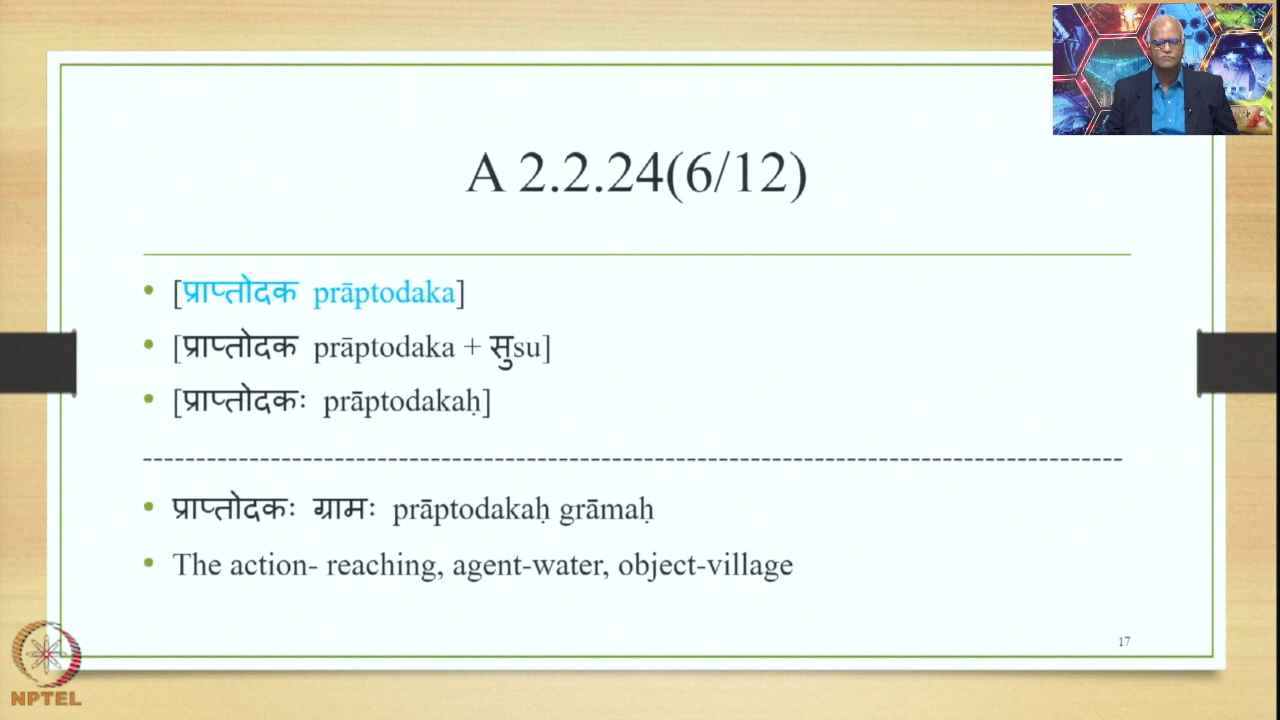 A 2.2.24(6/12)
• [प्राप्तोदक prāptodaka]
• [प्राप्तोदक prāptodaka + सुsu]
• [प्राप्तोदकः prāptodakaḥ]
--------------------------------------------------------------------------------------------
• प्राप्तोदकः ग्रामः prāptodakaḥ grāmaḥ
• The action- reaching, agent-water, object-village
17
NPTEL